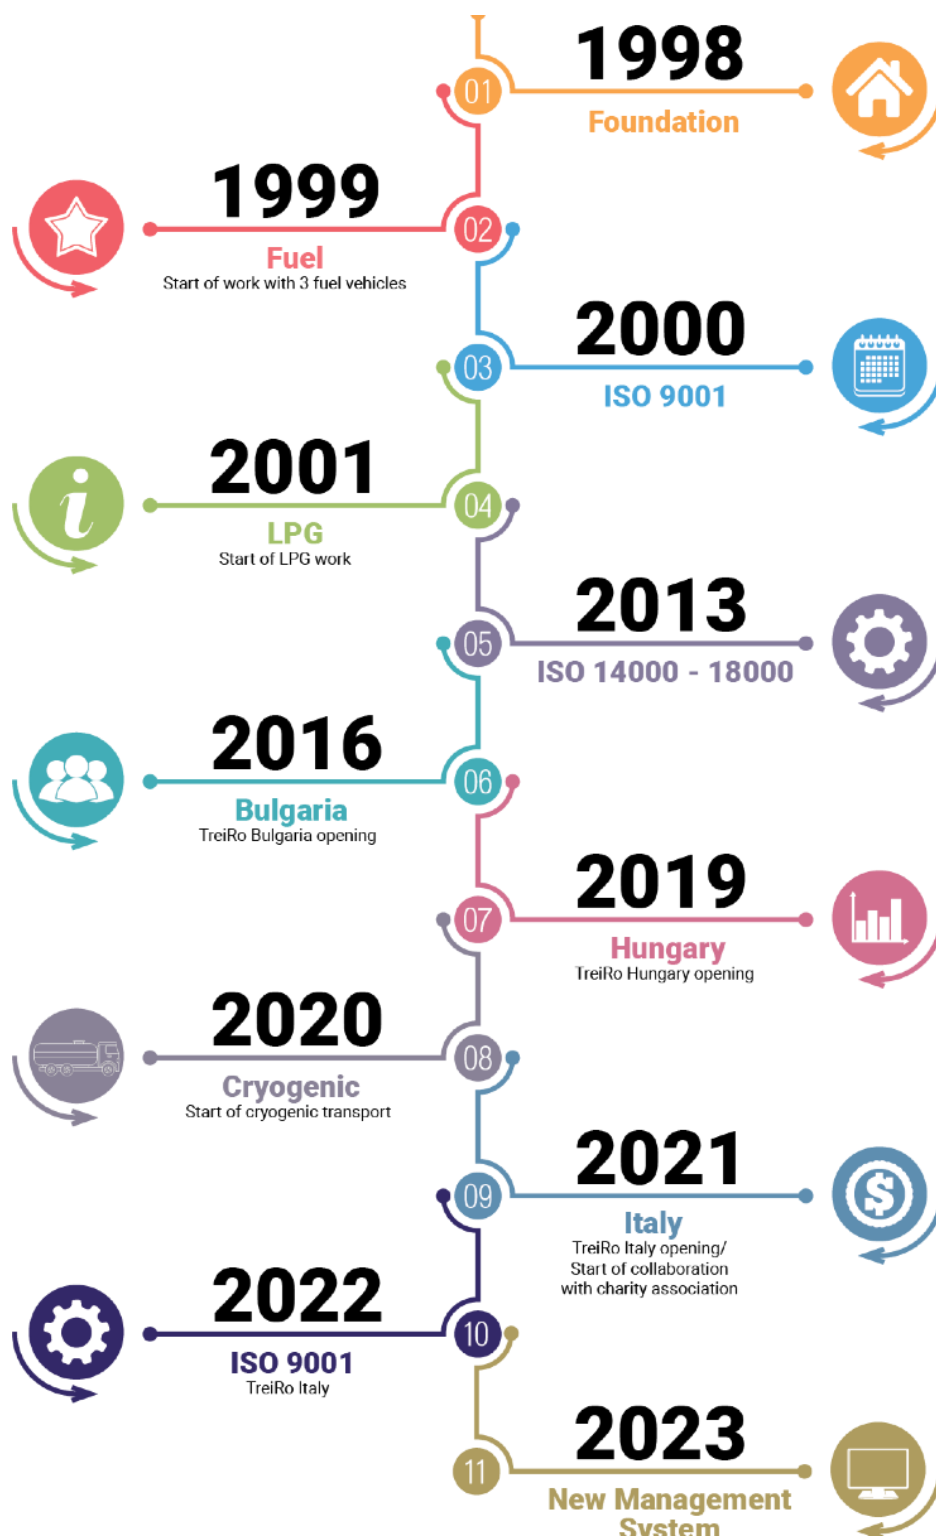 01
1998
Foundation
1999
02
Fuel
Start of work with 3 fuel vehicles
2000
03
ISO 9001
2001
04
LPG
Start of LPG work
2013
05
ISO 14000 - 18000
2016
06
Bulgaria
TreiRo Bulgaria opening
2019
07
Hungary
TreiRo Hungary opening
2020
08
Cryogenic
Start of cryogenic transport
2021
09
Italy
TreiRo Italy opening/
Start of collaboration
with charity association
2022
10
ISO 9001
TreiRo Italy
2023
11
New Management
System